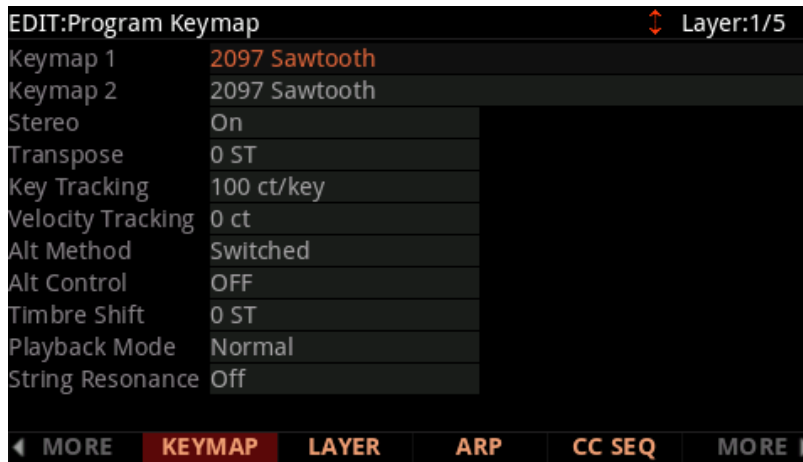 EDIT:Program Keymap Layer:1/5
Keymap 1 2097 Sawtooth
Keymap 2 2097 Sawtooth
Stereo On
Transpose 0 ST
Key Tracking 100 ct/key
Velocity Tracking 0 ct
Alt Method Switched
Alt Control OFF
Timbre Shift 0 ST
Playback Mode Normal
String Resonance Off
MORE KEYMAP LAYER ARP CC SEQ MORE